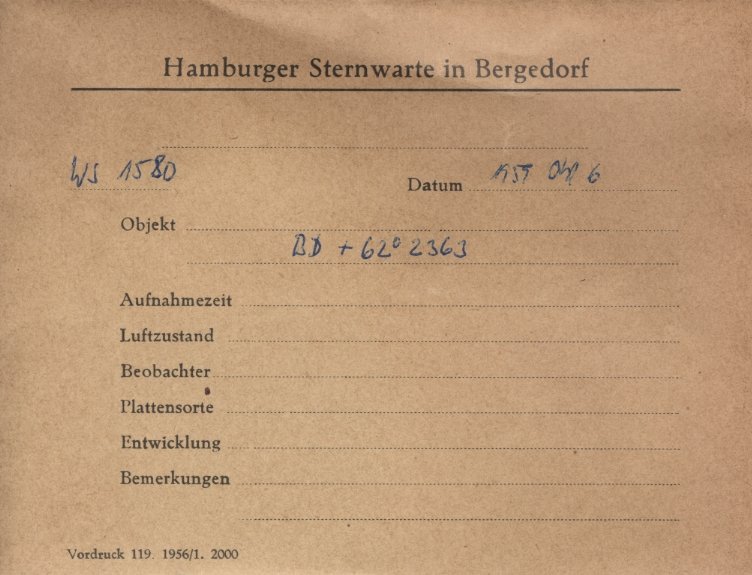 Hamburger Sternwarte in Bergedorf
WS 1580
Datum 1959 Okt 6
Objekt
BD + 62° 2363
Aufnahmezeit
Luftzustand
Beobachter
Plattensorte
Entwicklung
Bemerkungen
Vordruck 119. 1956/1. 2000